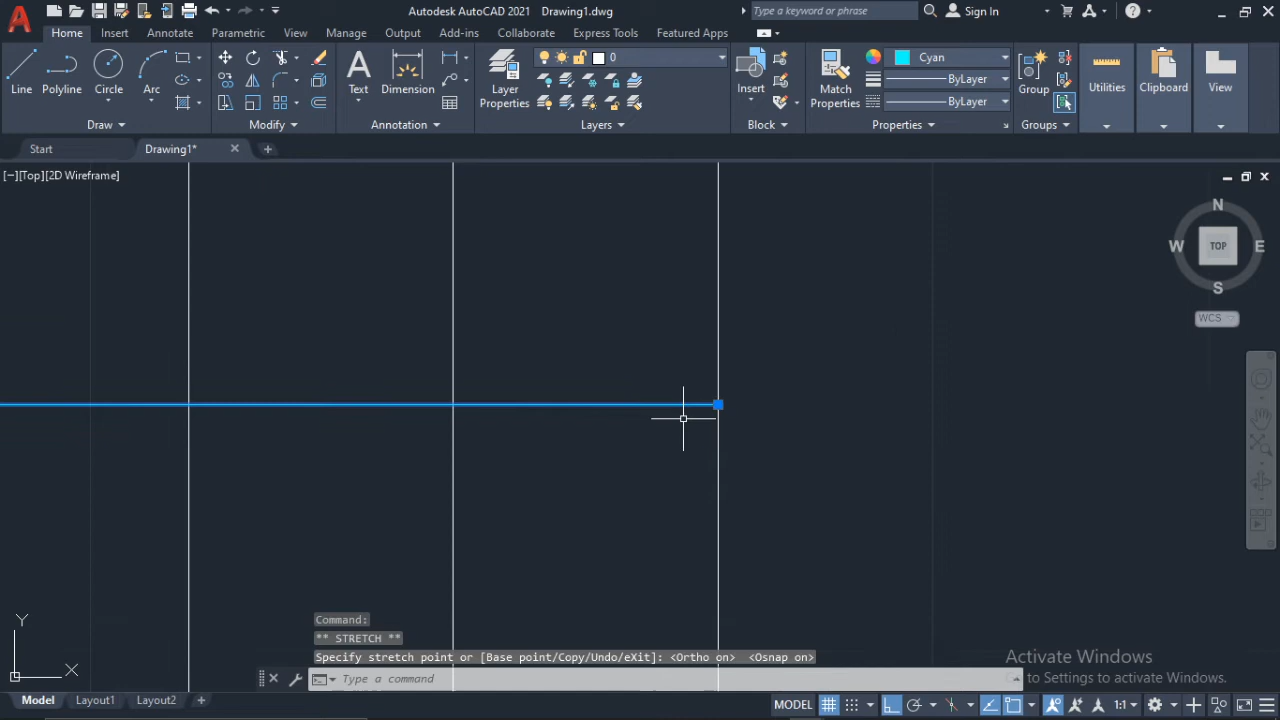 Autodesk AutoCAD 2021 Drawing1.dwg
Type a keyword or phrase
Sign In
Home Insert Annotate Parametric View Manage Output Add-ins Collaborate Express Tools Featured Apps
0
Cyan
ByLayer
ByLayer
Line Polyline Circle Arc
Text Dimension
Layer
Properties
Insert
Match
Properties
Group
Utilities
Clipboard
View
Draw Modify Annotation Layers Block Properties Groups
Start Drawing1*
[−][Top][2D Wireframe]
N
W TOP E
S
WCS
Y
X
Command:
** STRETCH **
Specify stretch point or [Base point/Copy/Undo/eXit]: <Ortho on> <Osnap on>
Type a command
Activate Windows
Go to Settings to activate Windows.
Model Layout1 Layout2
MODEL
1:1